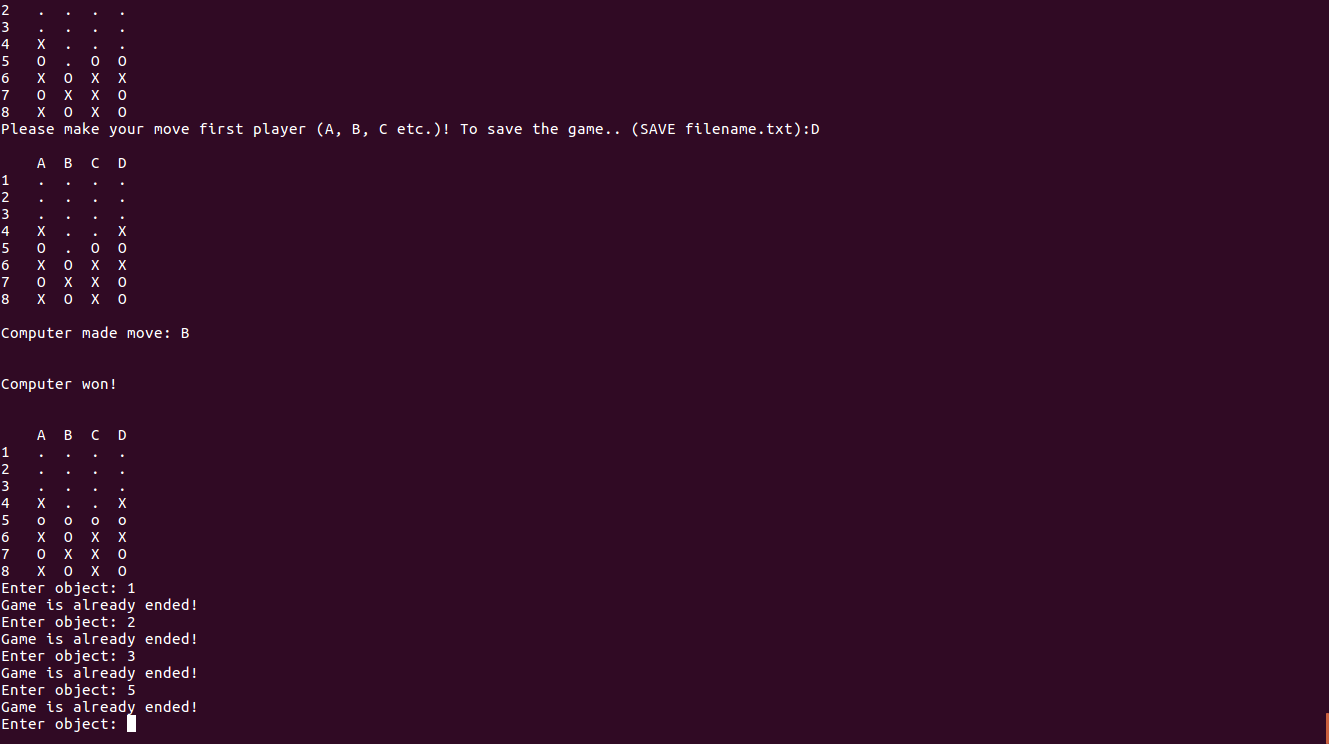 2   .  .  .  .
3   .  .  .  .
4   X  .  .  .
5   O  .  O  O
6   X  O  X  X
7   O  X  X  O
8   X  O  X  O
Please make your move first player (A, B, C etc.)! To save the game.. (SAVE filename.txt):D
    A  B  C  D
1   .  .  .  .
2   .  .  .  .
3   .  .  .  .
4   X  .  .  X
5   O  .  O  O
6   X  O  X  X
7   O  X  X  O
8   X  O  X  O
Computer made move: B
Computer won!
    A  B  C  D
1   .  .  .  .
2   .  .  .  .
3   .  .  .  .
4   X  .  .  X
5   o  o  o  o
6   X  O  X  X
7   O  X  X  O
8   X  O  X  O
Enter object: 1
Game is already ended!
Enter object: 2
Game is already ended!
Enter object: 3
Game is already ended!
Enter object: 5
Game is already ended!
Enter object: